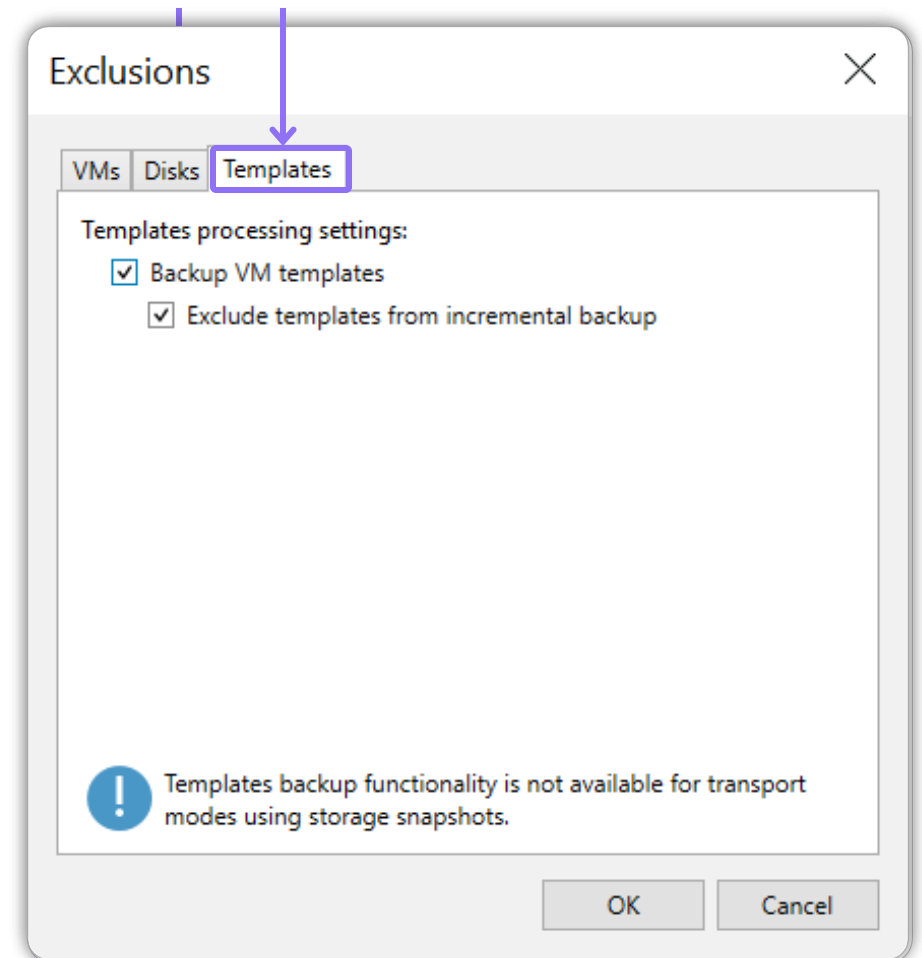 Exclusions
VMs Disks Templates
Templates processing settings:
Backup VM templates
Exclude templates from incremental backup
Templates backup functionality is not available for transport
modes using storage snapshots.
OK Cancel